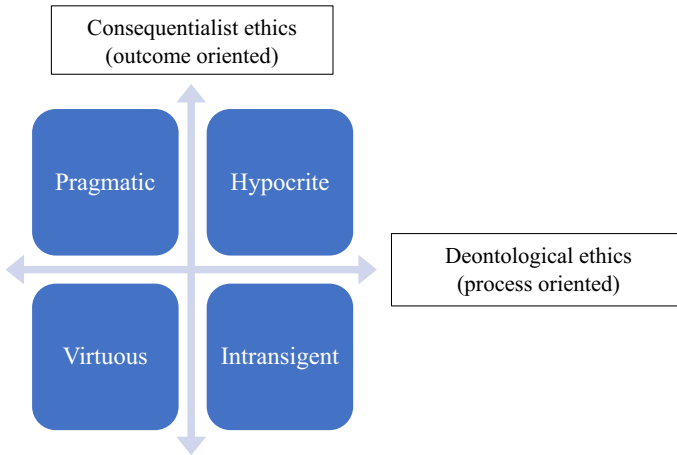 Consequentialist ethics
(outcome oriented)
Pragmatic
Hypocrite
Deontological ethics
(process oriented)
Virtuous
Intransigent